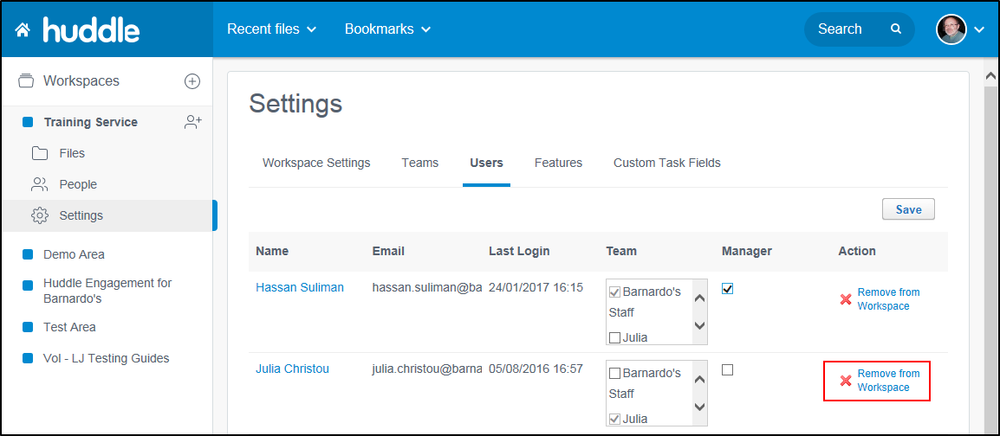 huddle
Recent files
Bookmarks
Search
Workspaces
Training Service
Files
People
Settings
Demo Area
Huddle Engagement for
Barnardo's
Test Area
Vol - LJ Testing Guides
Settings
Workspace Settings
Teams
Users
Features
Custom Task Fields
Save
Name
Email
Last Login
Team
Manager
Action
Hassan Suliman
hassan.suliman@ba
24/01/2017 16:15
Barnardo's
Staff
Julia
Remove from
Workspace
Julia Christou
julia.christou@barna
05/08/2016 16:57
Barnardo's
Staff
Julia
Remove from
Workspace